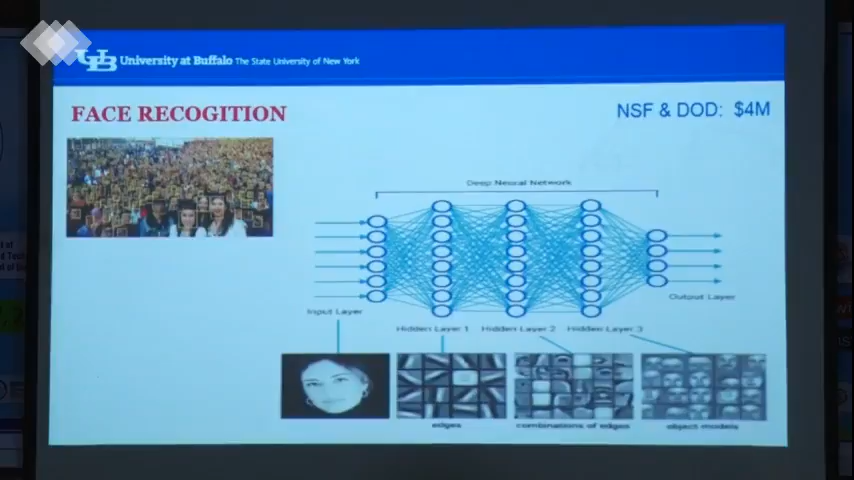 UB University at Buffalo The State University of New York
FACE RECOGITION
NSF & DOD: $4M
Deep Neural Network
Input Layer
Hidden Layer 1
Hidden Layer 2
Hidden Layer 3
Output Layer
edges
combinations of edges
object models